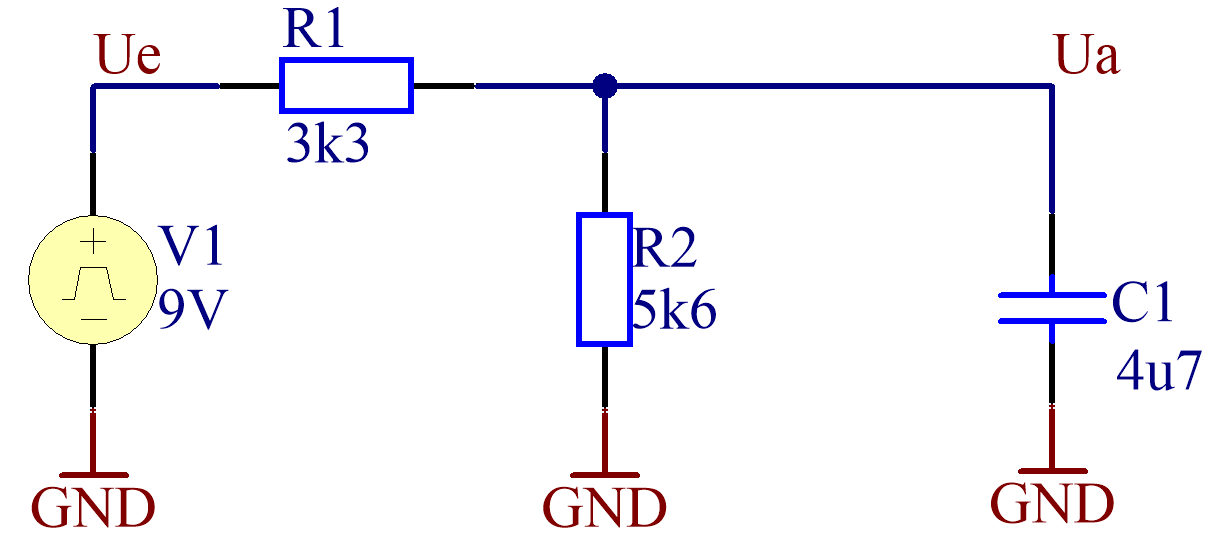 Ue
R1
3k3
Ua
V1
9V
R2
5k6
C1
4u7
GND
GND
GND